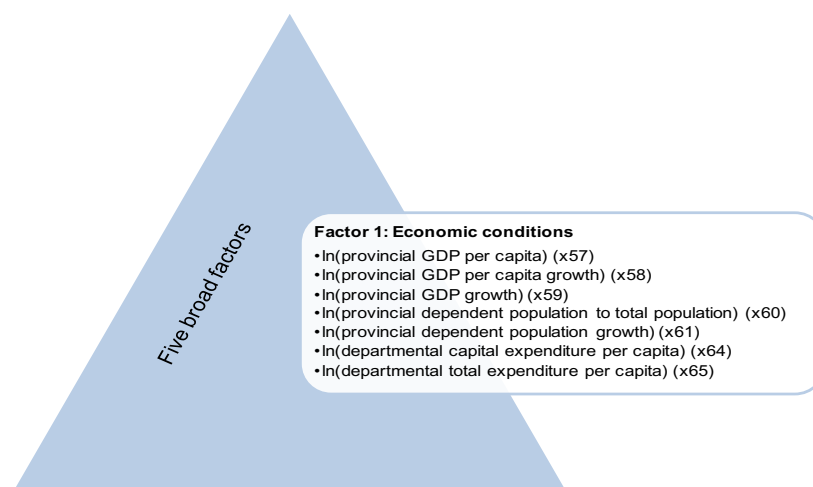 Five broad factors
Factor 1: Economic conditions
•ln(provincial GDP per capita) (x57)
•ln(provincial GDP per capita growth) (x58)
•ln(provincial GDP growth) (x59)
•ln(provincial dependent population to total population) (x60)
•ln(provincial dependent population growth) (x61)
•ln(departmental capital expenditure per capita) (x64)
•ln(departmental total expenditure per capita) (x65)